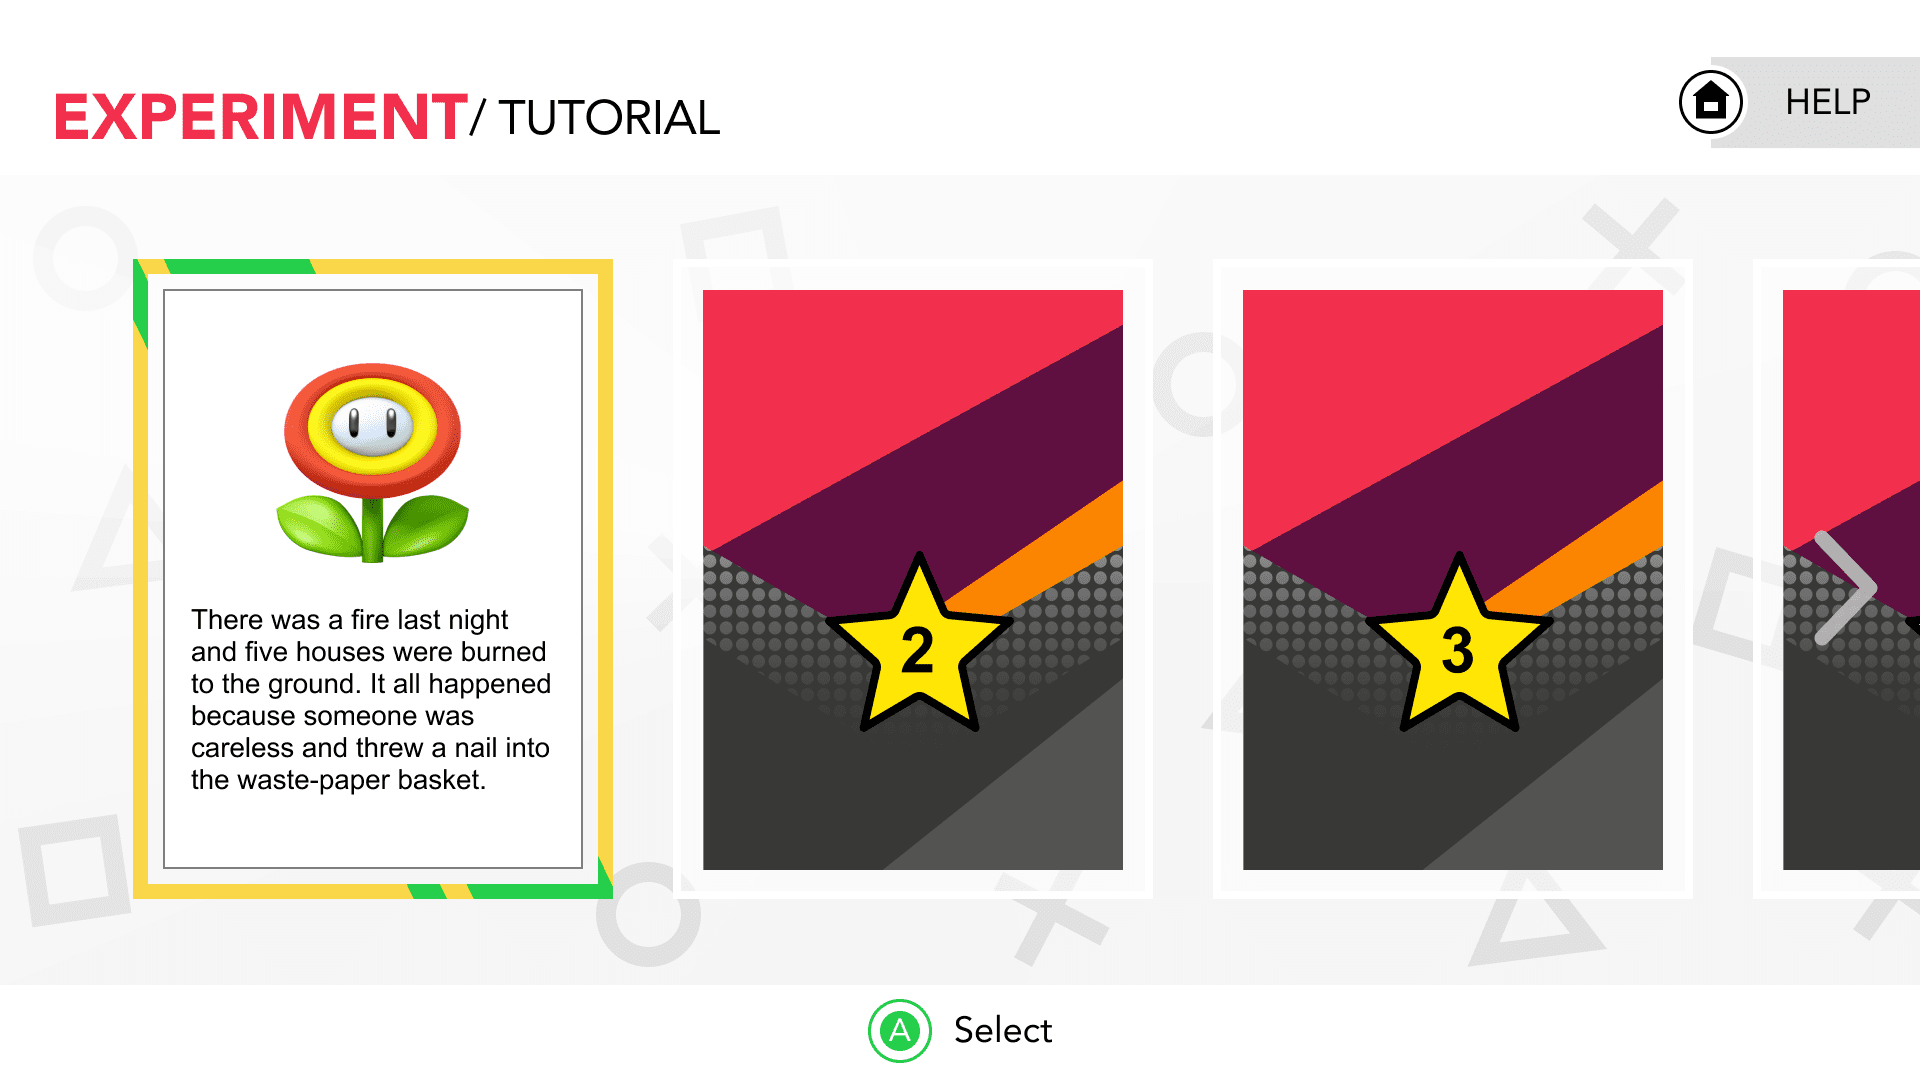 EXPERIMENT/ TUTORIAL
HELP
There was a fire last night
and five houses were burned
to the ground. It all happened
because someone was
careless and threw a nail into
the waste-paper basket.
2
3
A Select